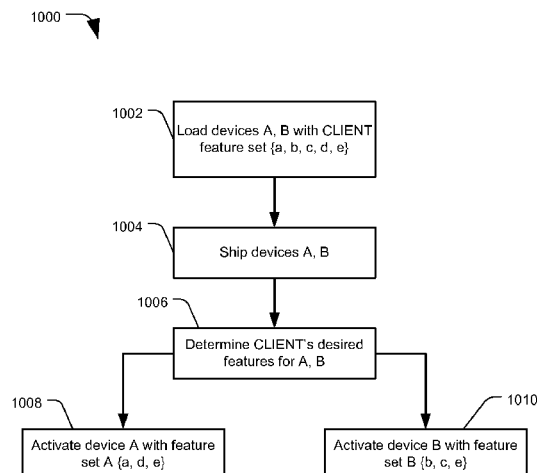 1000
1002
Load devices A, B with CLIENT
feature set {a, b, c, d, e}
1004
Ship devices A, B
1006
Determine CLIENT's desired
features for A, B
1008
Activate device A with feature
set A {a, d, e}
1010
Activate device B with feature
set B {b, c, e}